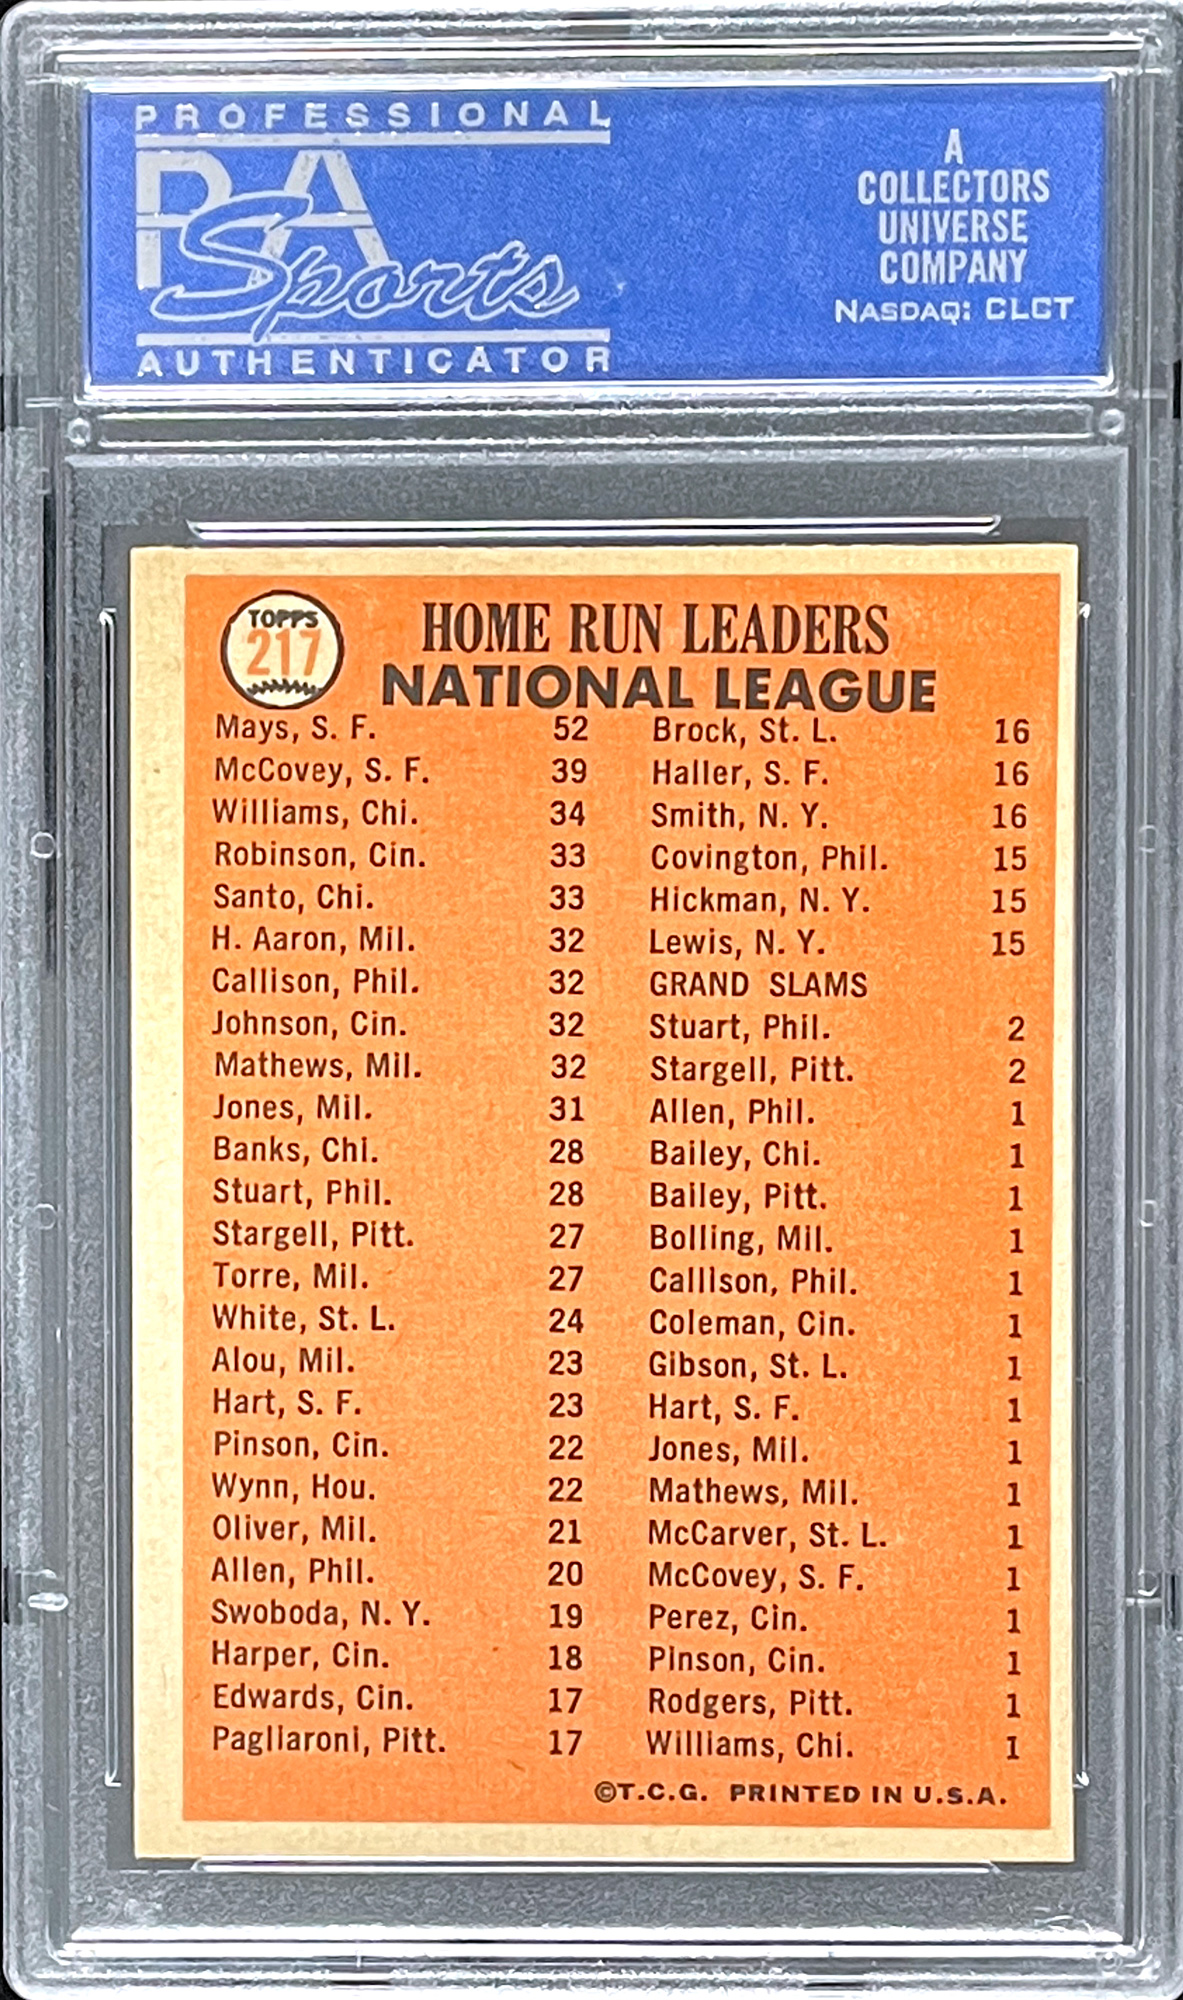 PROFESSIONAL
PSA
Sports
AUTHENTICATOR
A
COLLECTORS
UNIVERSE
COMPANY
NASDAQ: CLCT
TOPPS
217
HOME RUN LEADERS
NATIONAL LEAGUE
Mays, S. F. 52
McCovey, S. F. 39
Williams, Chi. 34
Robinson, Cin. 33
Santo, Chi. 33
H. Aaron, Mil. 32
Callison, Phil. 32
Johnson, Cin. 32
Mathews, Mil. 32
Jones, Mil. 31
Banks, Chi. 28
Stuart, Phil. 28
Stargell, Pitt. 27
Torre, Mil. 27
White, St. L. 24
Alou, Mil. 23
Hart, S. F. 23
Pinson, Cin. 22
Wynn, Hou. 22
Oliver, Mil. 21
Allen, Phil. 20
Swoboda, N. Y. 19
Harper, Cin. 18
Edwards, Cin. 17
Pagliaroni, Pitt. 17
Brock, St. L. 16
Haller, S. F. 16
Smith, N. Y. 16
Covington, Phil. 15
Hickman, N. Y. 15
Lewis, N. Y. 15
GRAND SLAMS
Stuart, Phil. 2
Stargell, Pitt. 2
Allen, Phil. 1
Bailey, Chi. 1
Bailey, Pitt. 1
Bolling, Mil. 1
Callison, Phil. 1
Coleman, Cin. 1
Gibson, St. L. 1
Hart, S. F. 1
Jones, Mil. 1
Mathews, Mil. 1
McCarver, St. L. 1
McCovey, S. F. 1
Perez, Cin. 1
Pinson, Cin. 1
Rodgers, Pitt. 1
Williams, Chi. 1
©T.C.G. PRINTED IN U.S.A.